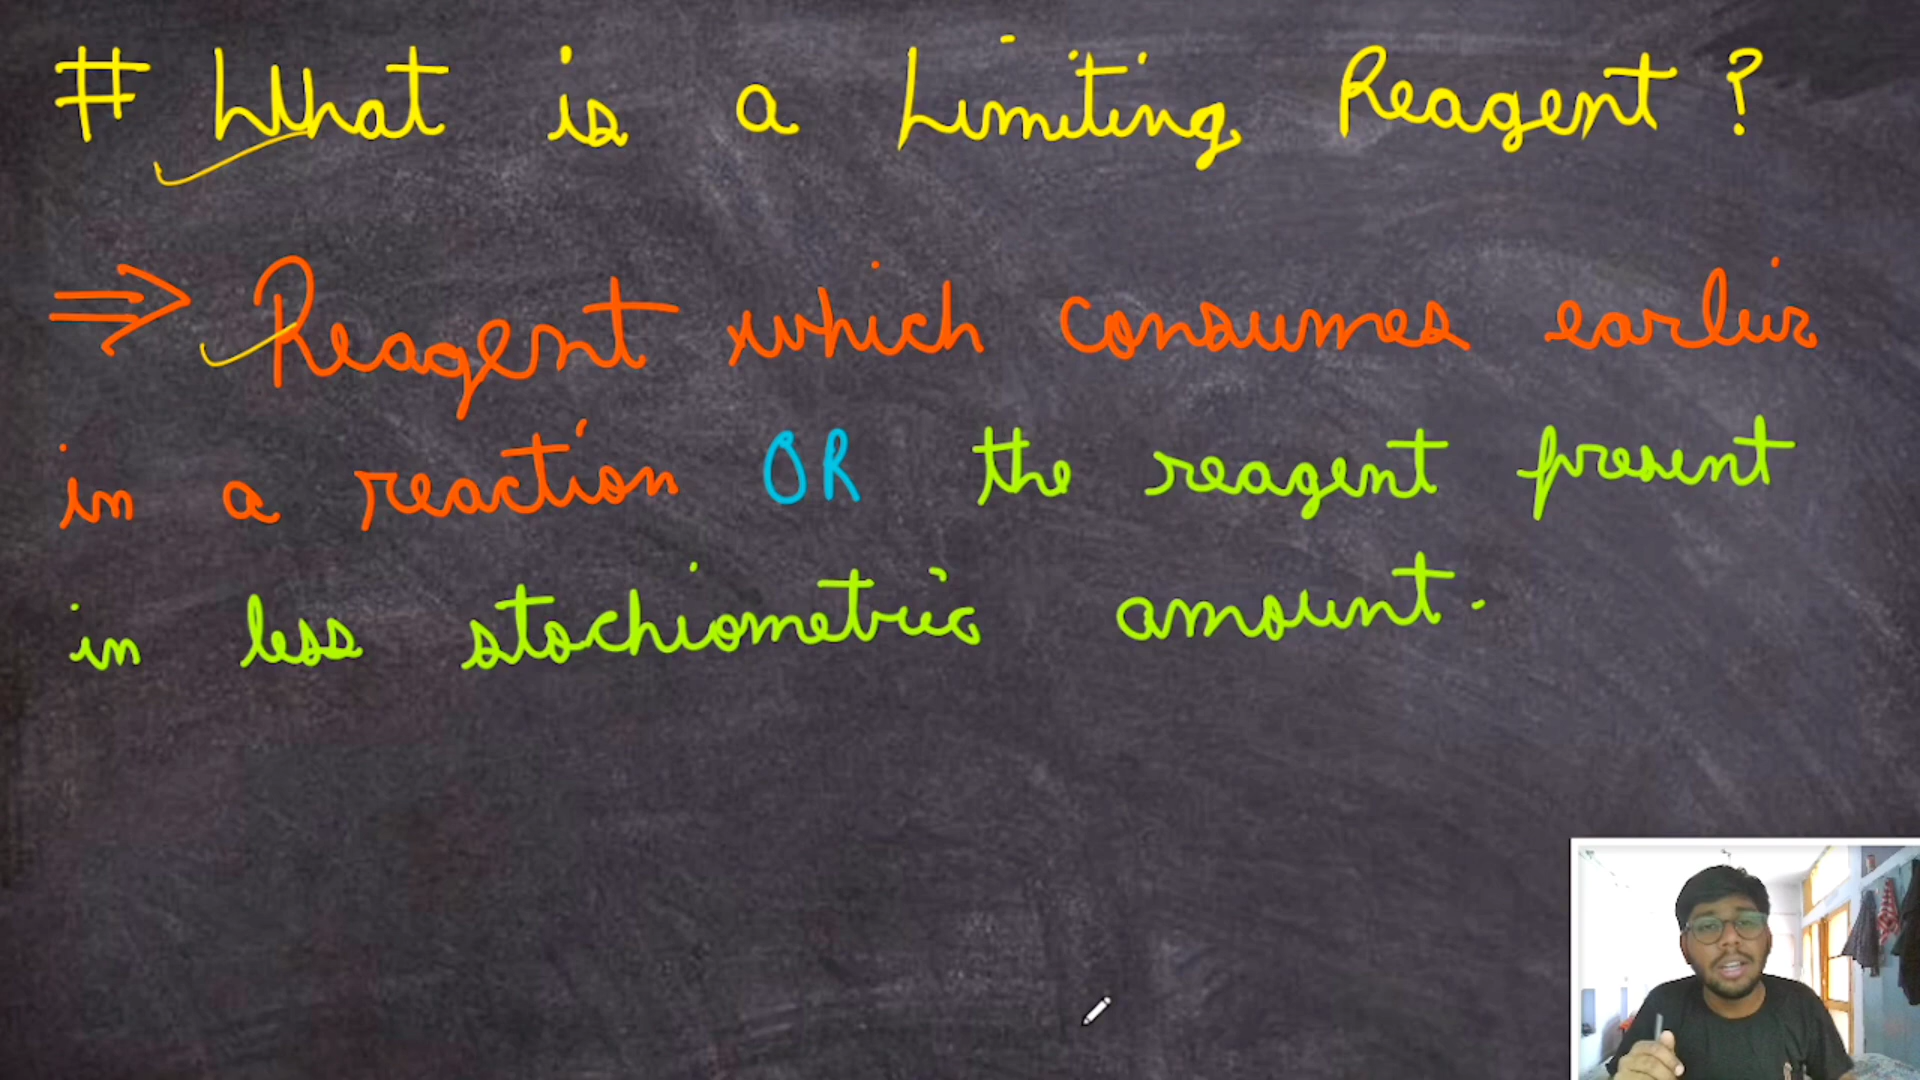 # What is a Limiting Reagent ?
⇒ Reagent which consumes earlier
in a reaction OR the reagent present
in less stochiometric amount.